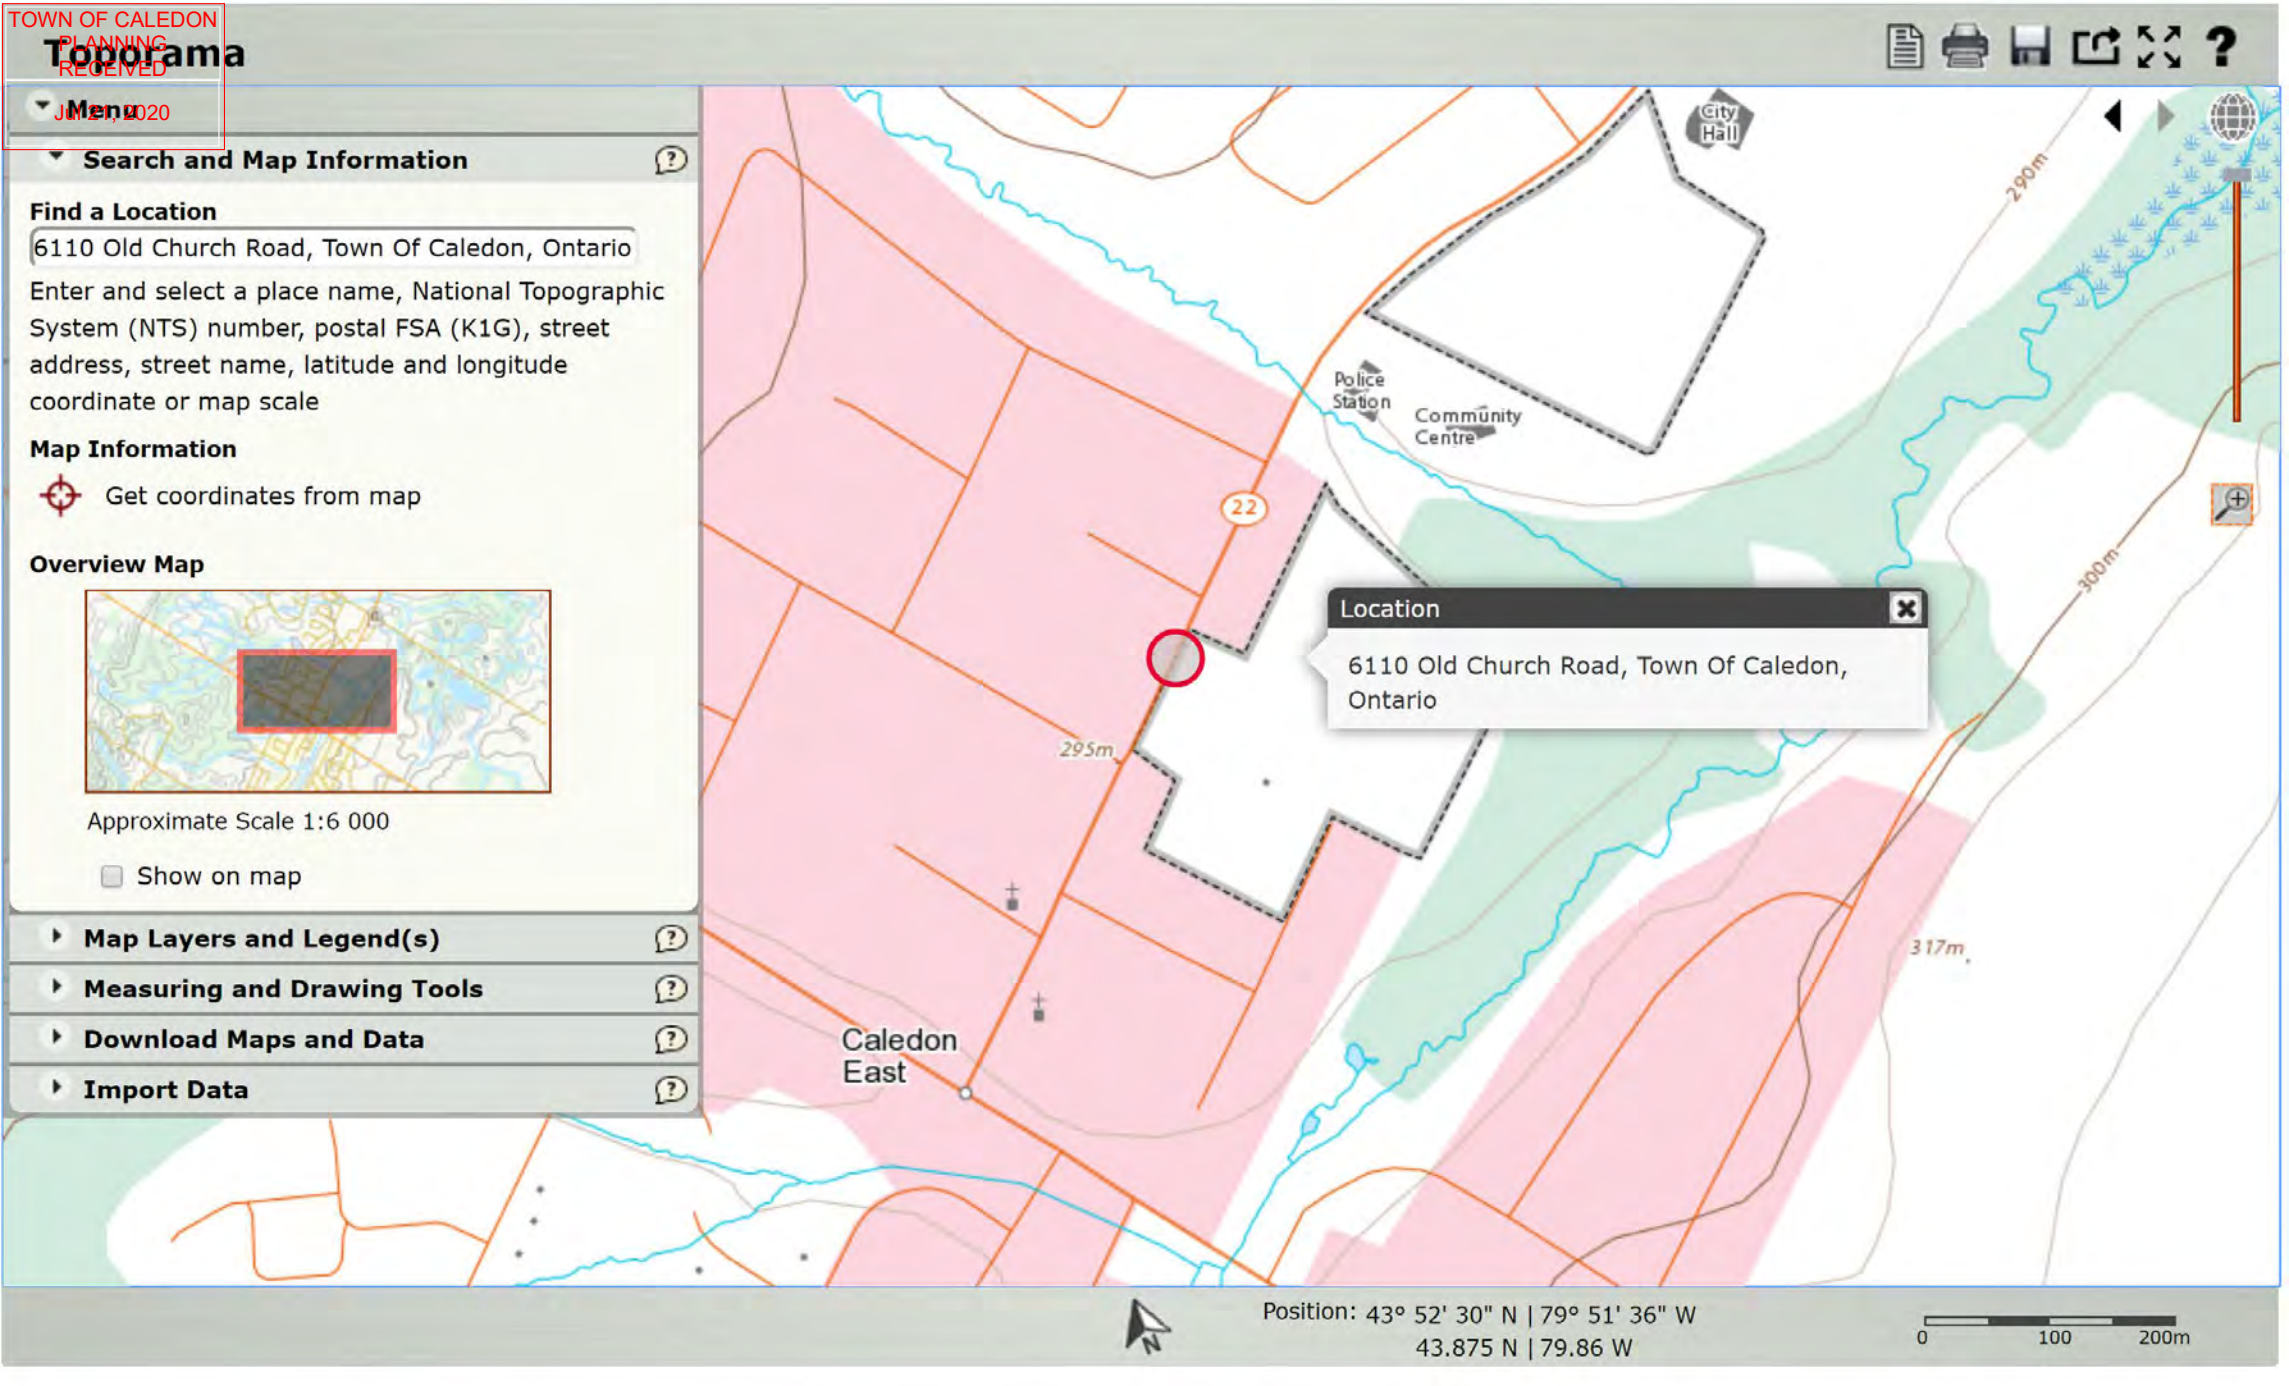 TOWN OF CALEDON
PLANNING
RECEIVED
Jul 21, 2020
Toporama
Menu
Search and Map Information
Find a Location
6110 Old Church Road, Town Of Caledon, Ontario
Enter and select a place name, National Topographic
System (NTS) number, postal FSA (K1G), street
address, street name, latitude and longitude
coordinate or map scale
Map Information
Get coordinates from map
Overview Map
Approximate Scale 1:6 000
Show on map
Map Layers and Legend(s)
Measuring and Drawing Tools
Download Maps and Data
Import Data
City
Hall
290m
Police
Station
Community
Centre
22
300m
Location
6110 Old Church Road, Town Of Caledon,
Ontario
295m
317m
Caledon
East
N
Position: 43° 52' 30" N | 79° 51' 36" W
43.875 N | 79.86 W
0 100 200m